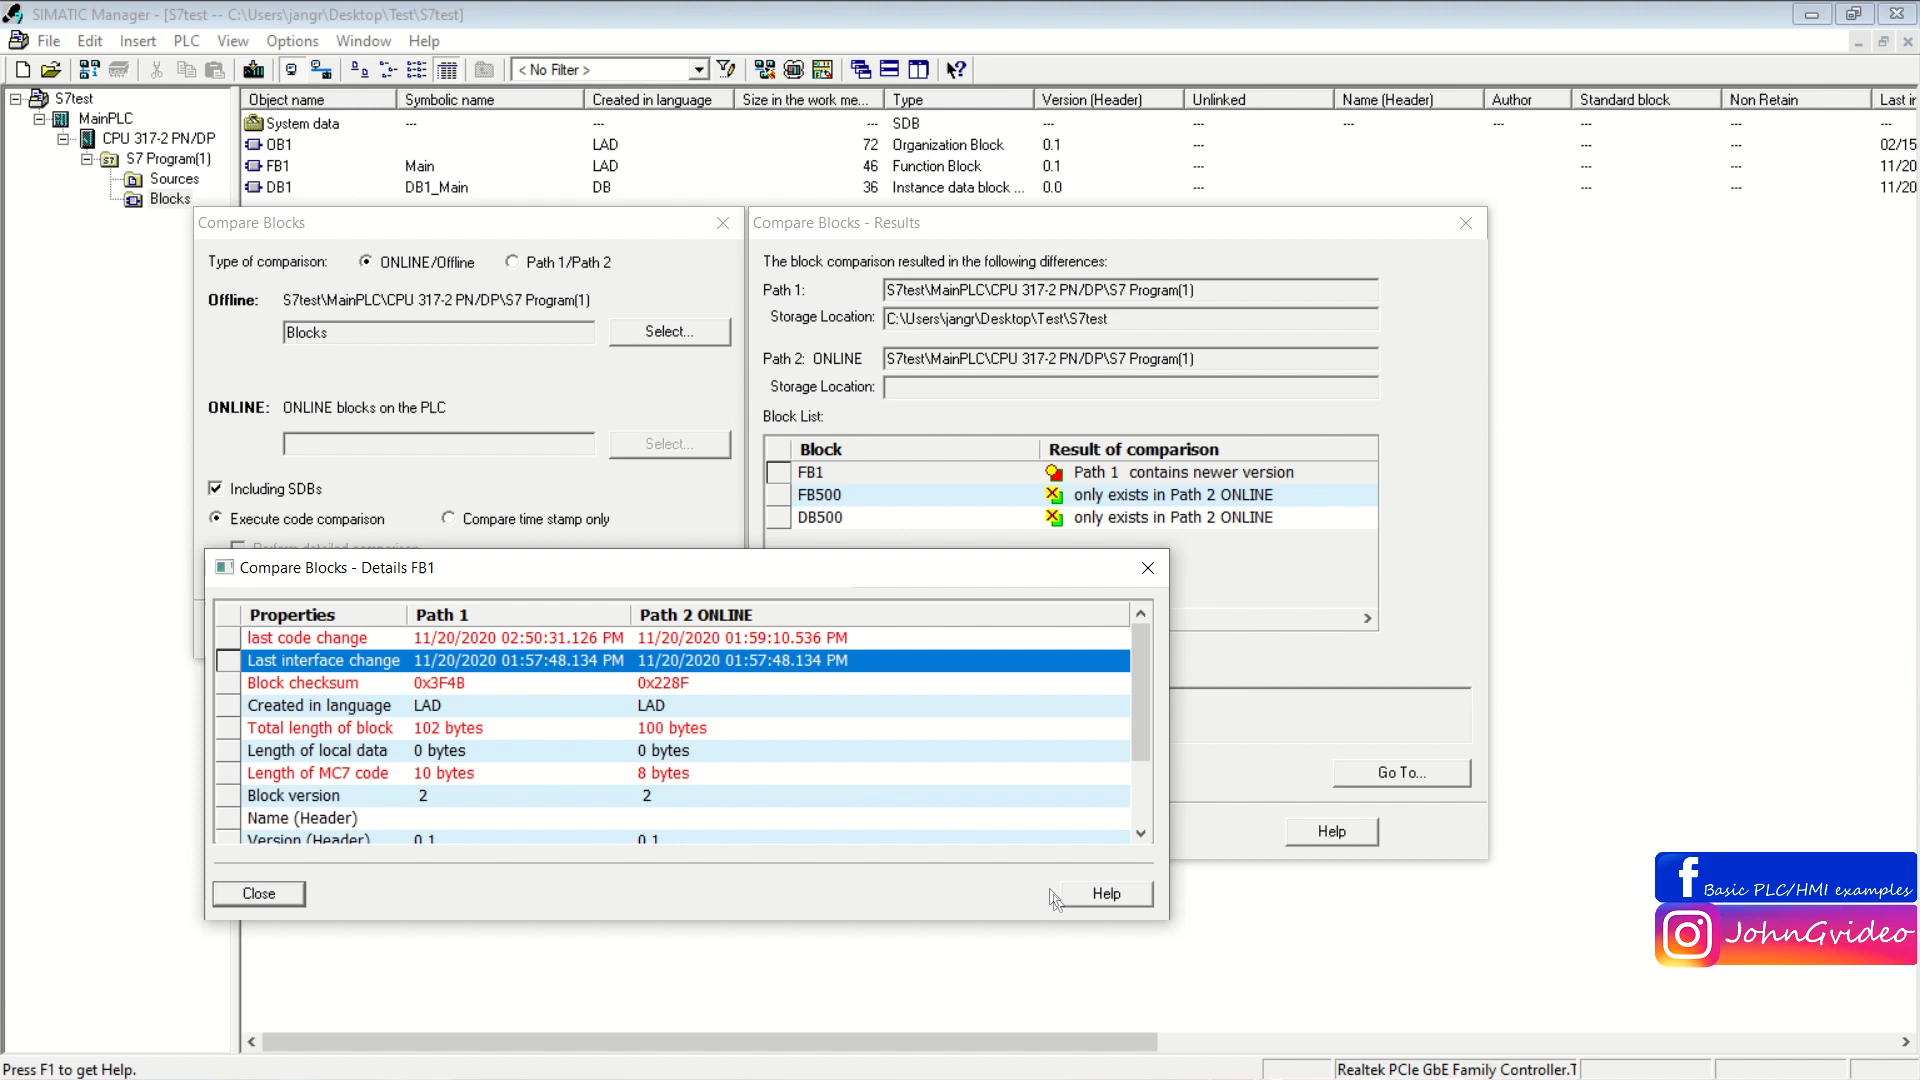 SIMATIC Manager - [S7test -- C:\Users\jangr\Desktop\Test\S7test]
File Edit Insert PLC View Options Window Help
< No Filter >
S7test
MainPLC
CPU 317-2 PN/DP
S7 Program(1)
Sources
Blocks
Object name Symbolic name Created in language Size in the work me... Type Version (Header) Unlinked Name (Header) Author Standard block Non Retain Last in
System data --- --- --- SDB --- --- --- --- --- --- ---
OB1 LAD 72 Organization Block 0.1 --- --- --- 02/15
FB1 Main LAD 46 Function Block 0.1 --- --- --- 11/20
DB1 DB1_Main DB 36 Instance data block ... 0.0 --- --- --- 11/20
Compare Blocks
Type of comparison: ONLINE/Offline Path 1/Path 2
Offline: S7test\MainPLC\CPU 317-2 PN/DP\S7 Program(1)
Blocks Select...
ONLINE: ONLINE blocks on the PLC
Select...
Including SDBs
Execute code comparison Compare time stamp only
Perform detailed comparison
Compare Blocks - Results
The block comparison resulted in the following differences:
Path 1: S7test\MainPLC\CPU 317-2 PN/DP\S7 Program(1)
Storage Location: C:\Users\jangr\Desktop\Test\S7test
Path 2: ONLINE S7test\MainPLC\CPU 317-2 PN/DP\S7 Program(1)
Storage Location:
Block List:
Block Result of comparison
FB1 Path 1 contains newer version
FB500 only exists in Path 2 ONLINE
DB500 only exists in Path 2 ONLINE
Go To...
Help
Compare Blocks - Details FB1
Properties Path 1 Path 2 ONLINE
last code change 11/20/2020 02:50:31.126 PM 11/20/2020 01:59:10.536 PM
Last interface change 11/20/2020 01:57:48.134 PM 11/20/2020 01:57:48.134 PM
Block checksum 0x3F4B 0x228F
Created in language LAD LAD
Total length of block 102 bytes 100 bytes
Length of local data 0 bytes 0 bytes
Length of MC7 code 10 bytes 8 bytes
Block version 2 2
Name (Header)
Version (Header) 0.1 0.1
Close Help
Basic PLC/HMI examples
JohnGvideo
Press F1 to get Help. Realtek PCIe GbE Family Controller.T